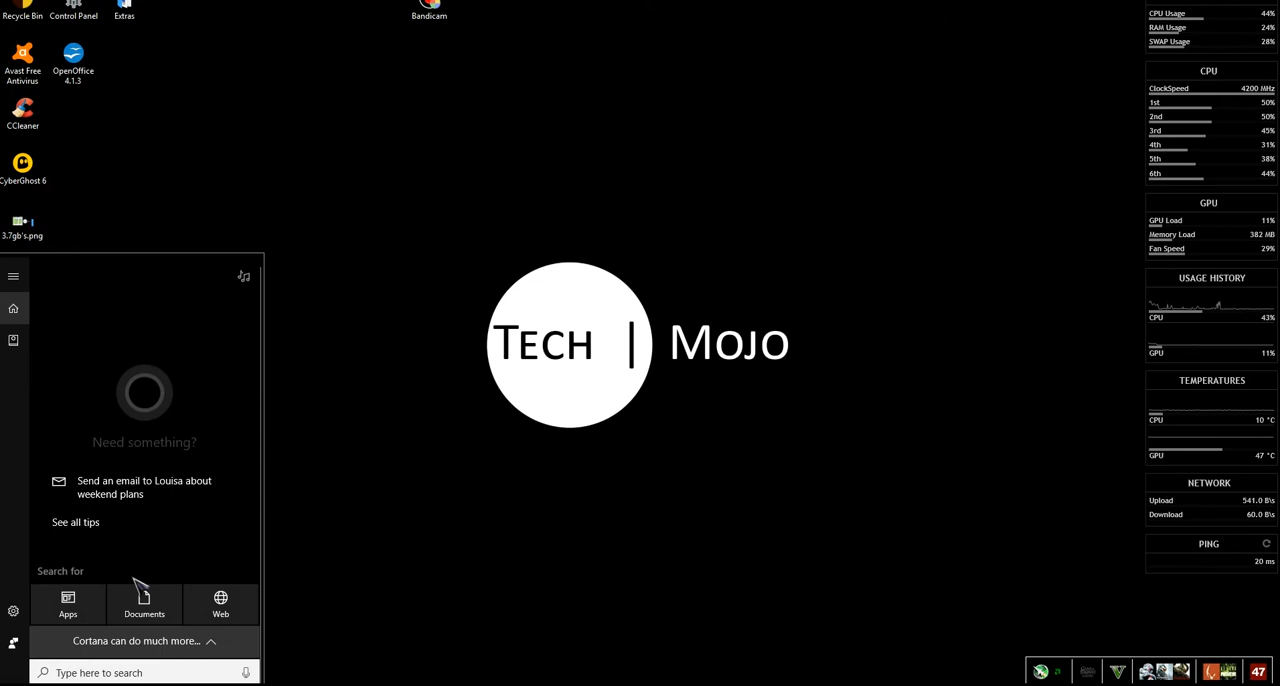 Recycle Bin
Control Panel
Extras
Bandicam
Avast Free
Antivirus
OpenOffice
4.1.3
CCleaner
CyberGhost 6
3.7gb's.png
Need something?
Send an email to Louisa about
weekend plans
See all tips
Search for
Apps
Documents
Web
Cortana can do much more...
Type here to search
Tech | Mojo
CPU Usage 44%
RAM Usage 24%
SWAP Usage 28%
CPU
ClockSpeed 4200 MHz
1st 50%
2nd 50%
3rd 45%
4th 31%
5th 38%
6th 44%
GPU
GPU Load 11%
Memory Load 382 MB
Fan Speed 29%
USAGE HISTORY
CPU 43%
GPU 11%
TEMPERATURES
CPU 10 °C
GPU 47 °C
NETWORK
Upload 541.0 B\s
Download 60.0 B\s
PING
20 ms
V
47